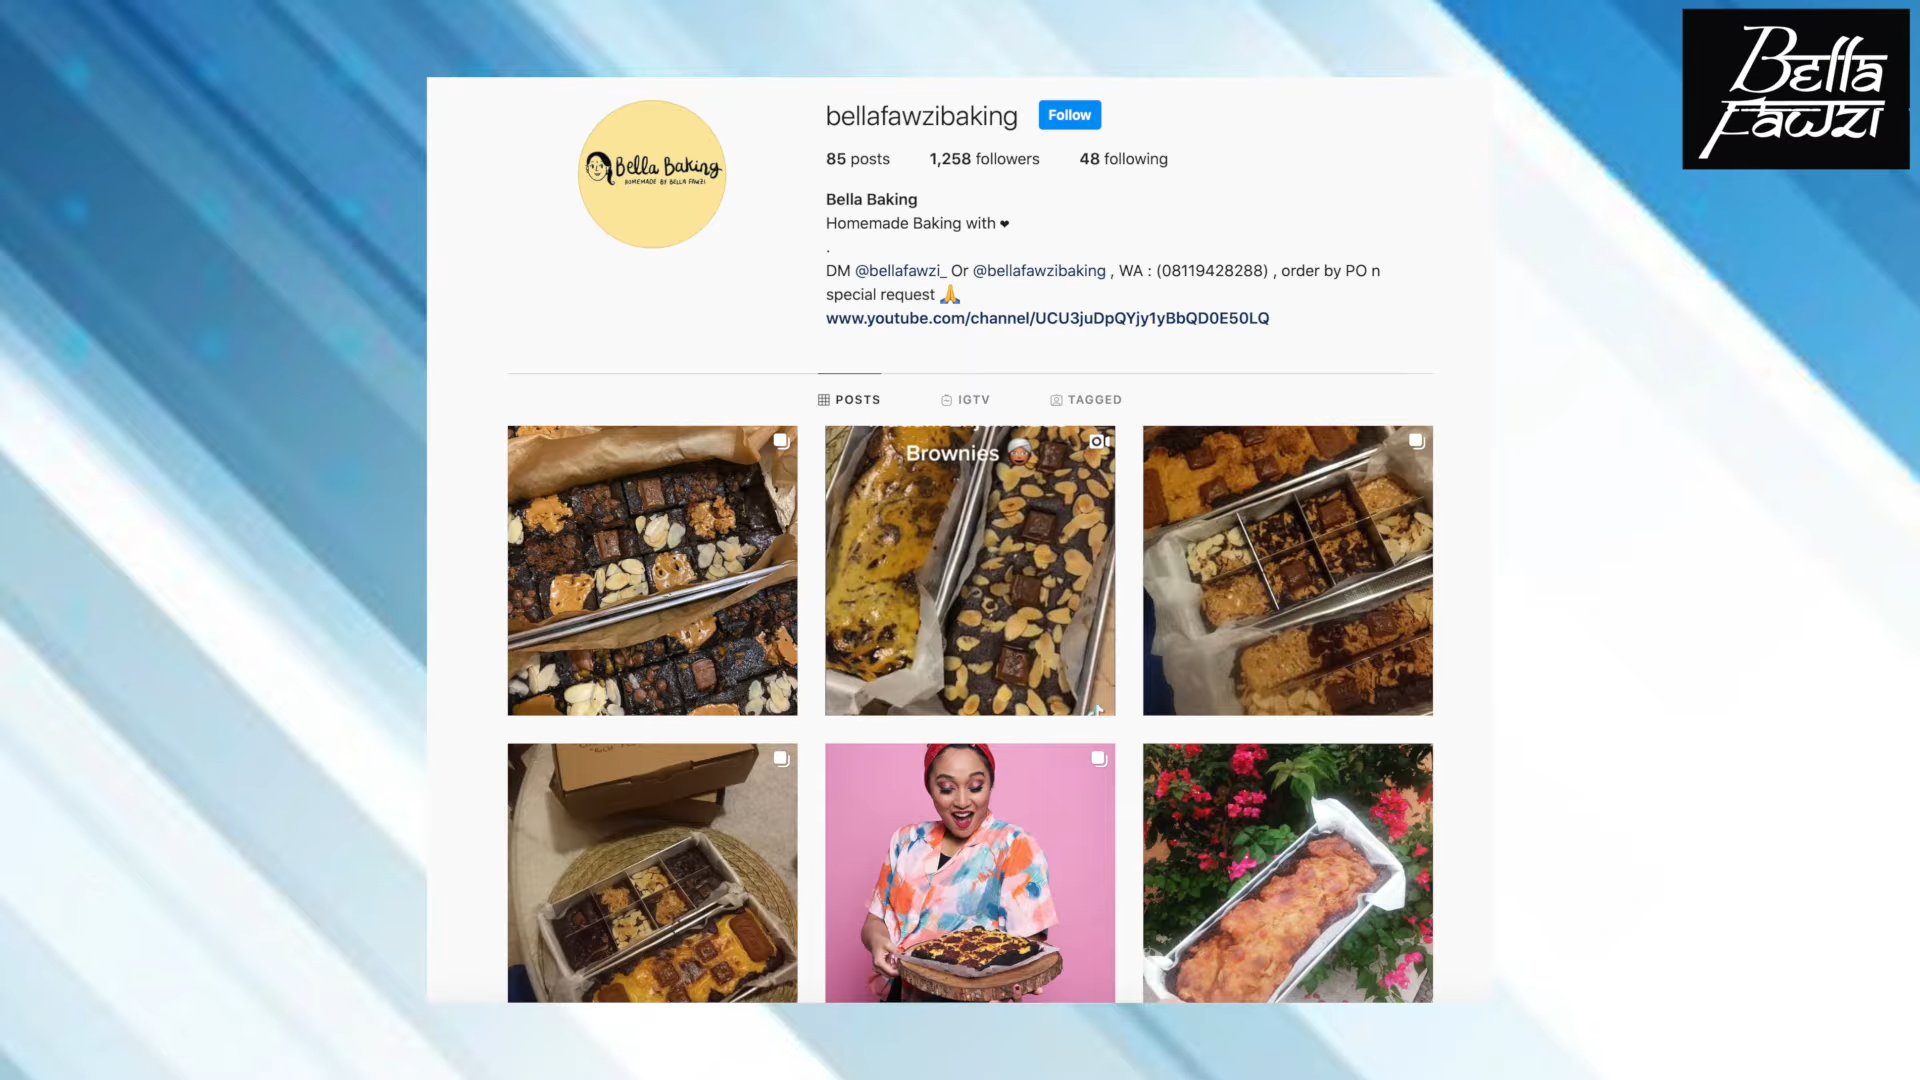 Bella
Fawzi
bellafawzibaking Follow
85 posts 1,258 followers 48 following
Bella Baking
HOMEMADE BY BELLA FAWZI
Bella Baking
Homemade Baking with ❤
.
DM @bellafawzi_ Or @bellafawzibaking , WA : (08119428288) , order by PO n
special request 🙏
www.youtube.com/channel/UCU3juDpQYjy1yBbQD0E50LQ
POSTS IGTV TAGGED
Brownies